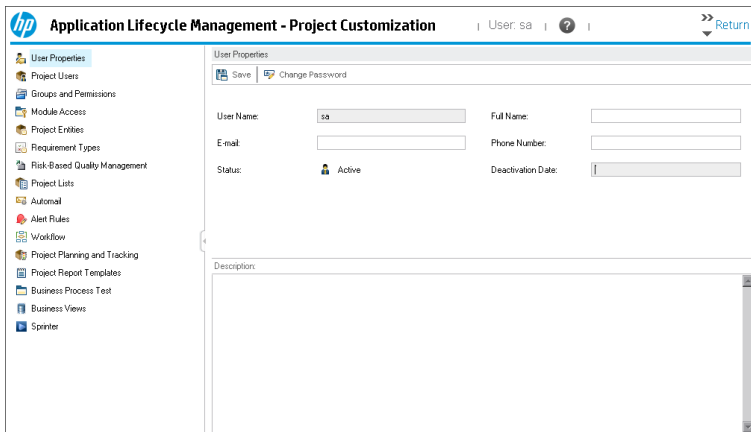 hp Application Lifecycle Management - Project Customization | User: sa | ? | >> Return
User Properties
Project Users
Groups and Permissions
Module Access
Project Entities
Requirement Types
Risk-Based Quality Management
Project Lists
Automail
Alert Rules
Workflow
Project Planning and Tracking
Project Report Templates
Business Process Test
Business Views
Sprinter
User Properties
Save | Change Password
User Name: sa Full Name:
E-mail: Phone Number:
Status: Active Deactivation Date:
Description: